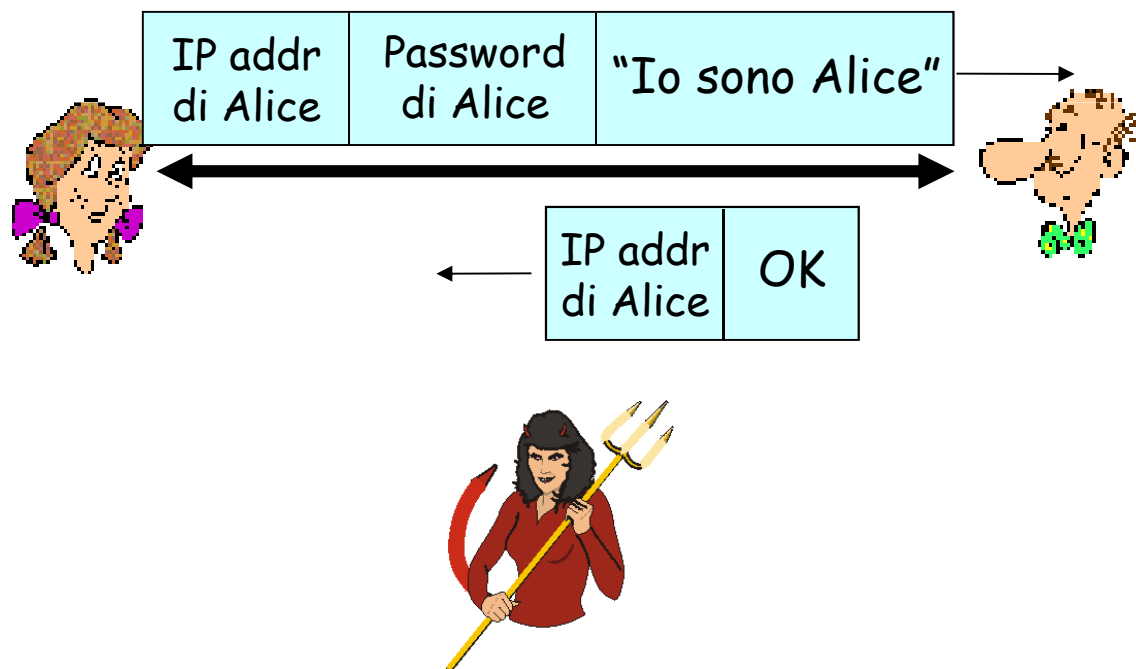 IP addr
di Alice
Password
di Alice
“Io sono Alice”
IP addr
di Alice
OK